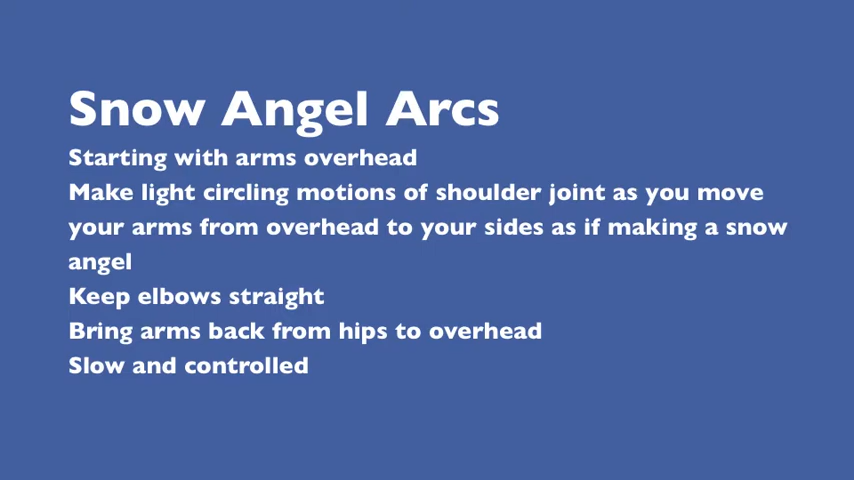 Snow Angel Arcs
Starting with arms overhead
Make light circling motions of shoulder joint as you move
your arms from overhead to your sides as if making a snow
angel
Keep elbows straight
Bring arms back from hips to overhead
Slow and controlled